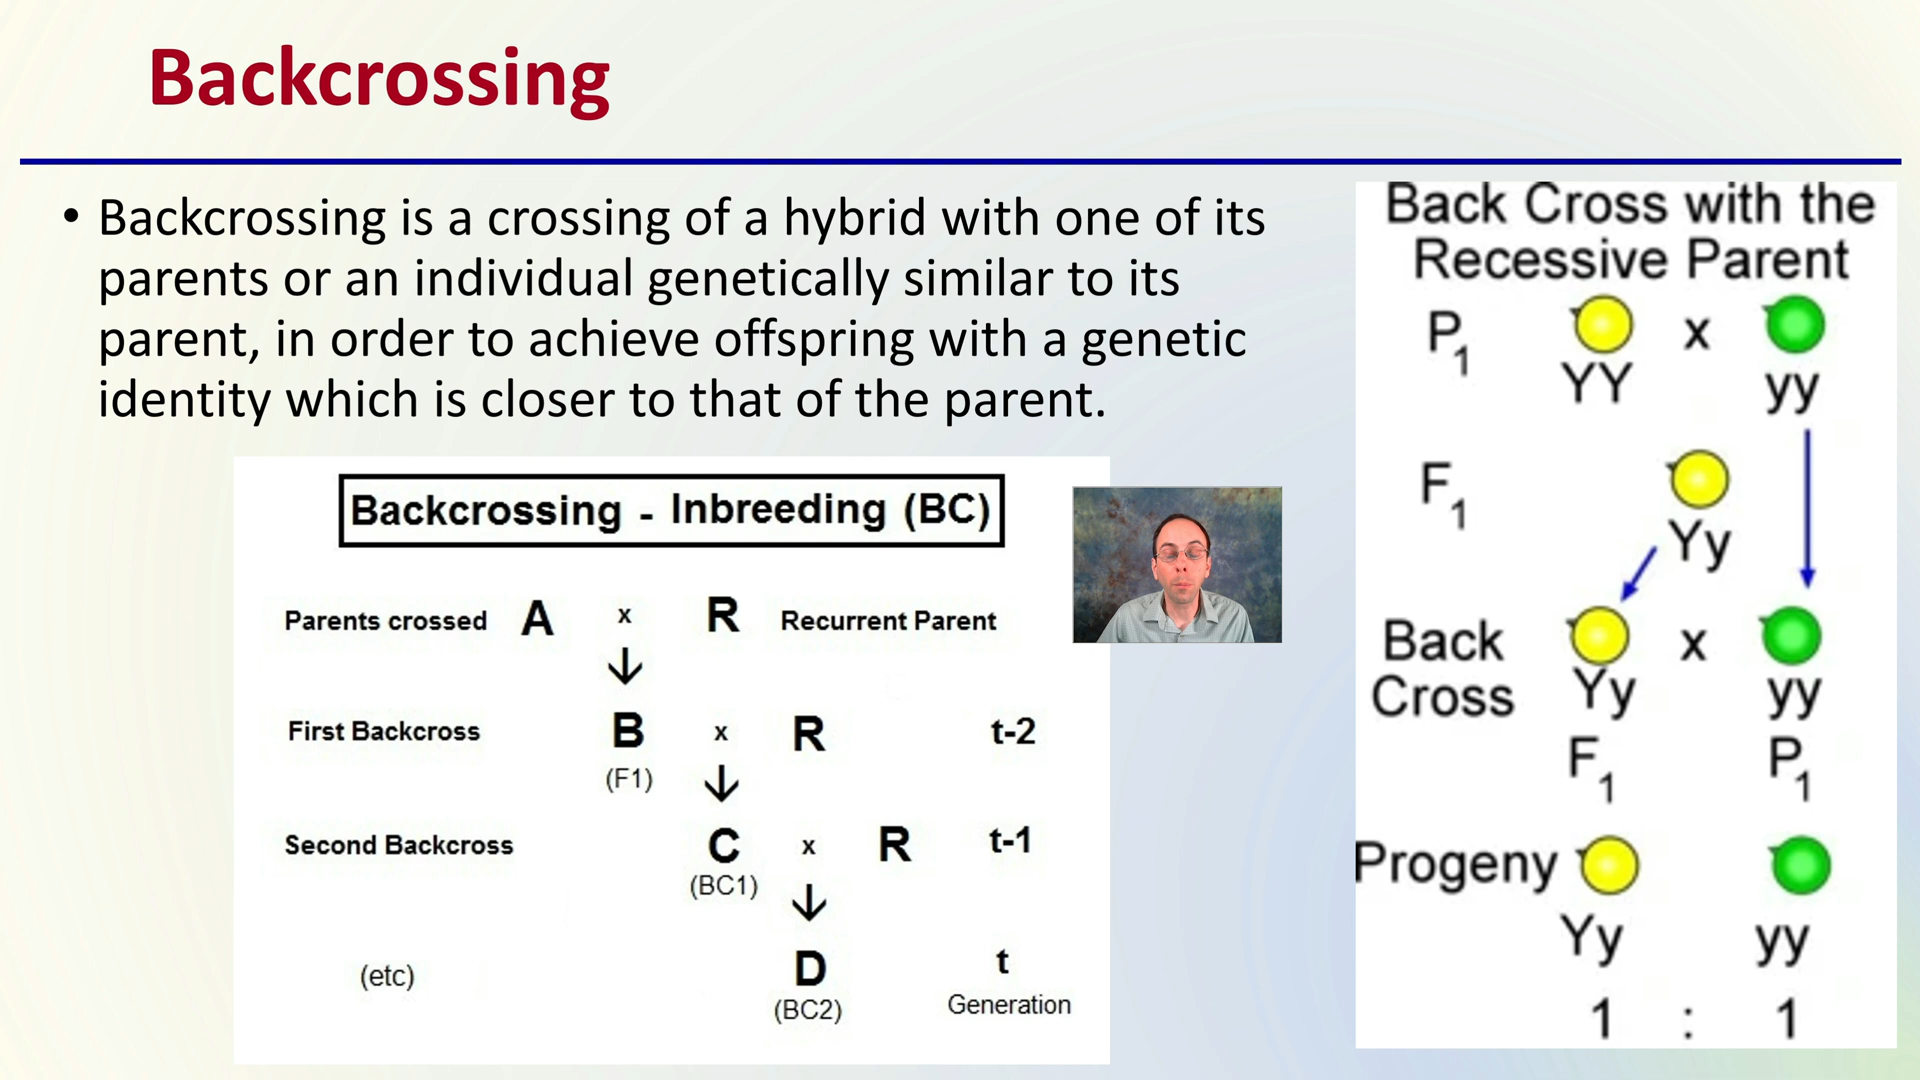 Backcrossing
• Backcrossing is a crossing of a hybrid with one of its
parents or an individual genetically similar to its
parent, in order to achieve offspring with a genetic
identity which is closer to that of the parent.
Backcrossing - Inbreeding (BC)
Parents crossed A x R Recurrent Parent
First Backcross B x R t-2
(F1)
Second Backcross C x R t-1
(BC1)
(etc) D t
(BC2) Generation
Back Cross with the
Recessive Parent
P1 x
YY yy
F1
Yy
Back x
Cross Yy yy
F1 P1
Progeny
Yy yy
1 : 1